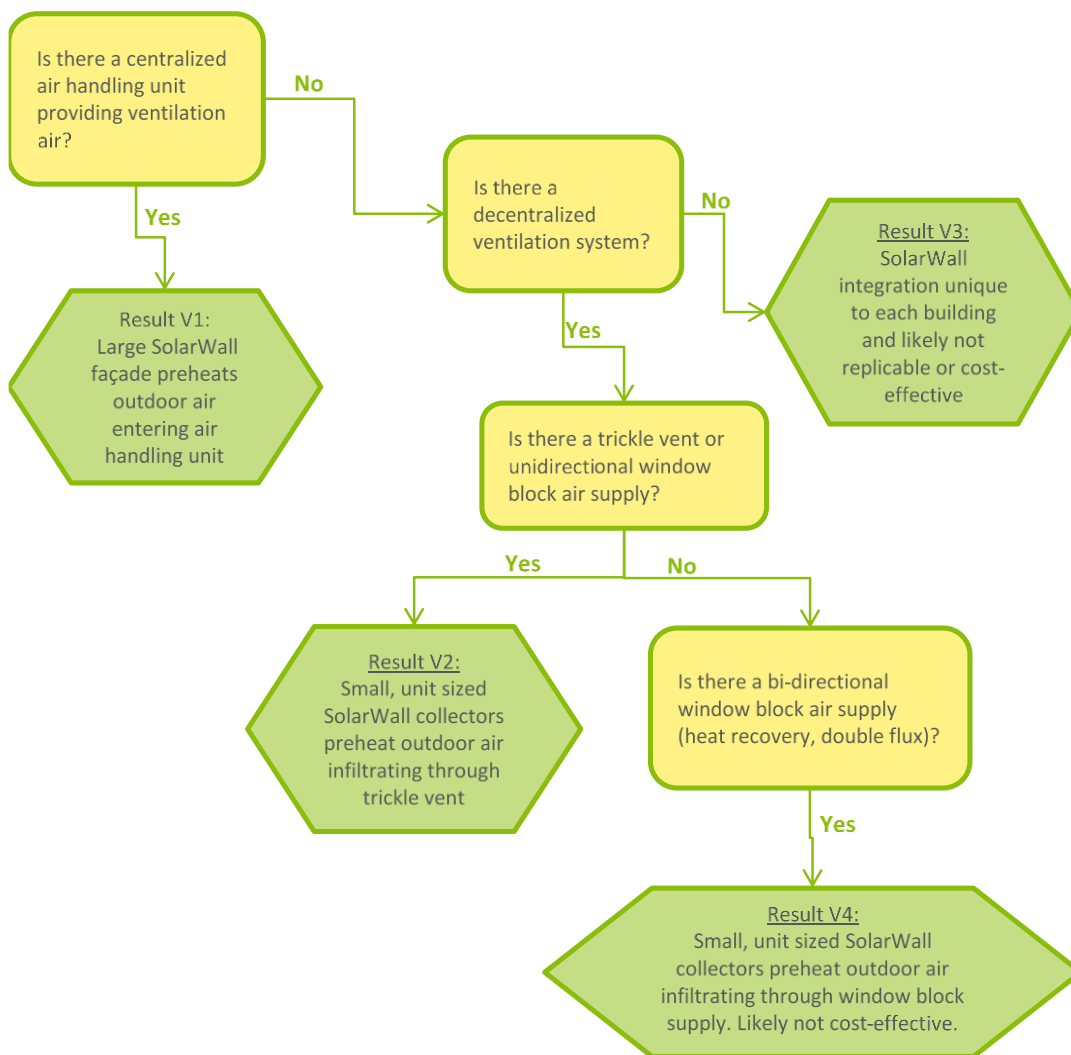 Is there a centralized
air handling unit
providing ventilation
air?
No
Yes
Is there a
decentralized
ventilation system?
No
Yes
Result V1:
Large SolarWall
façade preheats
outdoor air
entering air
handling unit
Result V3:
SolarWall
integration unique
to each building
and likely not
replicable or cost-
effective
Is there a trickle vent or
unidirectional window
block air supply?
Yes
No
Result V2:
Small, unit sized
SolarWall collectors
preheat outdoor air
infiltrating through
trickle vent
Is there a bi-directional
window block air supply
(heat recovery, double flux)?
Yes
Result V4:
Small, unit sized SolarWall
collectors preheat outdoor air
infiltrating through window block
supply. Likely not cost-effective.